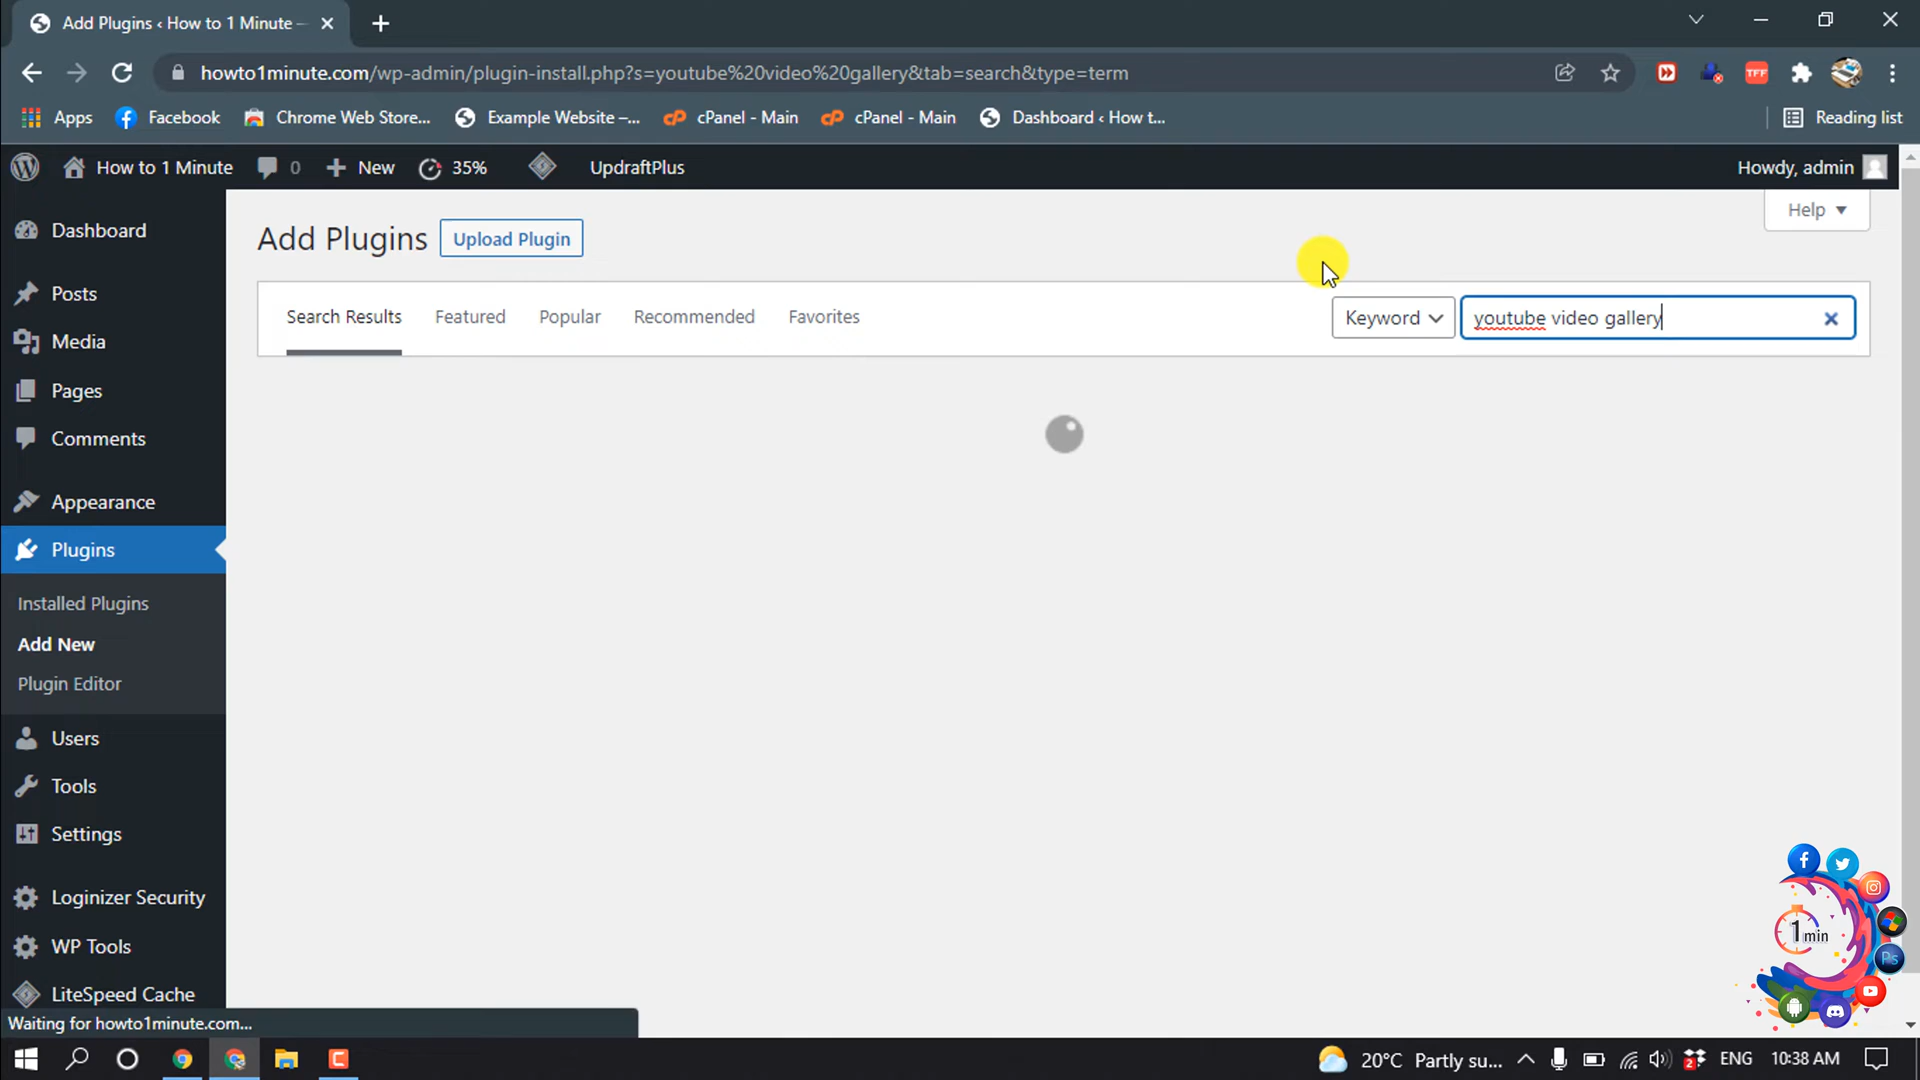 Add Plugins ‹ How to 1 Minute —
howto1minute.com/wp-admin/plugin-install.php?s=youtube%20video%20gallery&tab=search&type=term
TFF
Apps
Facebook
Chrome Web Store...
Example Website –...
cPanel - Main
cPanel - Main
Dashboard ‹ How t...
Reading list
How to 1 Minute
0
New
35%
UpdraftPlus
Howdy, admin
Help
Add Plugins
Upload Plugin
Search Results
Featured
Popular
Recommended
Favorites
Keyword
youtube video gallery
Dashboard
Posts
Media
Pages
Comments
Appearance
Plugins
Installed Plugins
Add New
Plugin Editor
Users
Tools
Settings
Loginizer Security
WP Tools
LiteSpeed Cache
1 min
Ps
Waiting for howto1minute.com...
20°C Partly su...
2
ENG
10:38 AM